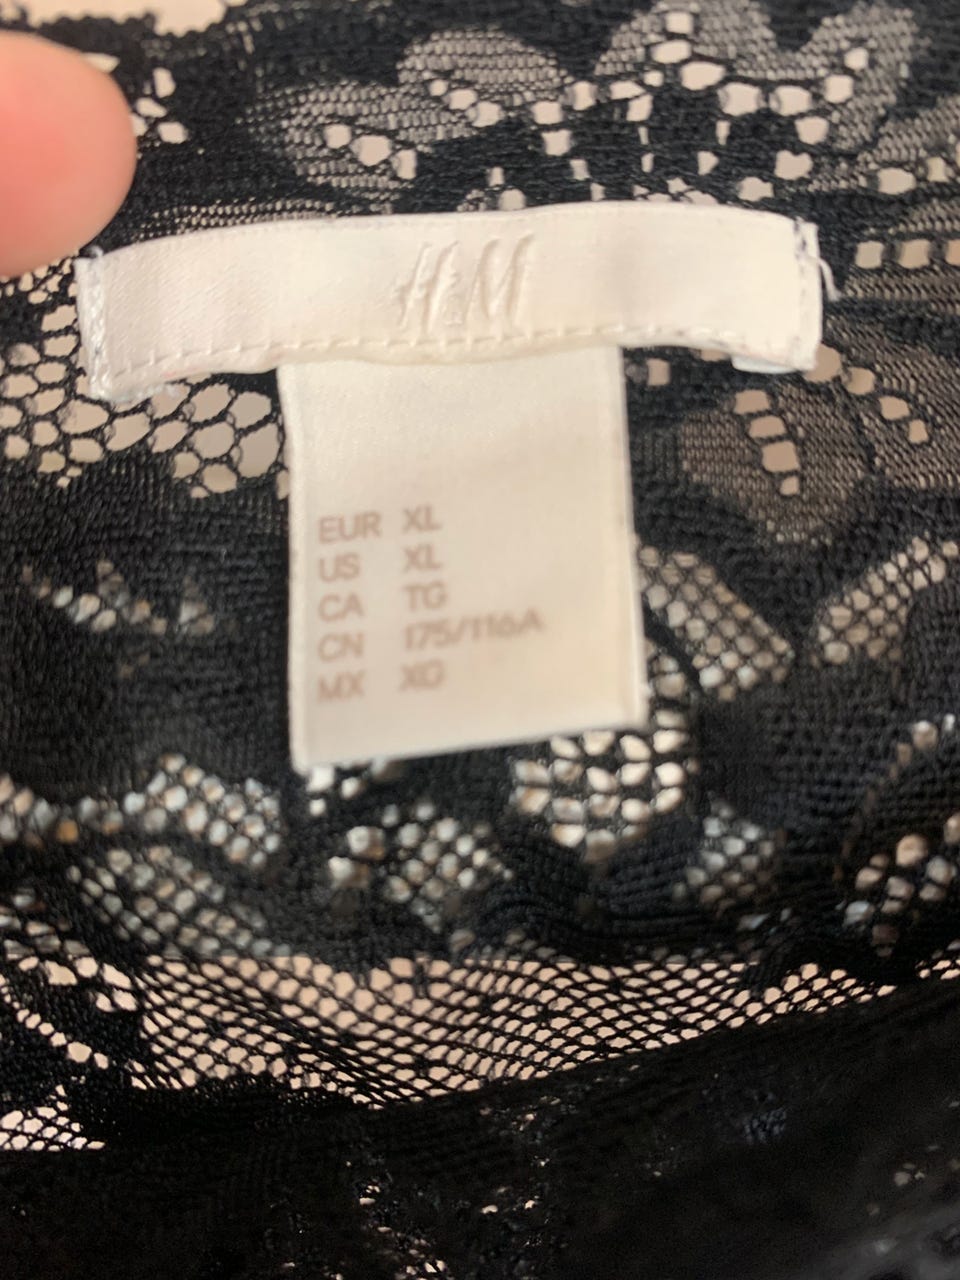 H&M
EUR XL
US XL
CA TG
CN 175/116A
MX XG